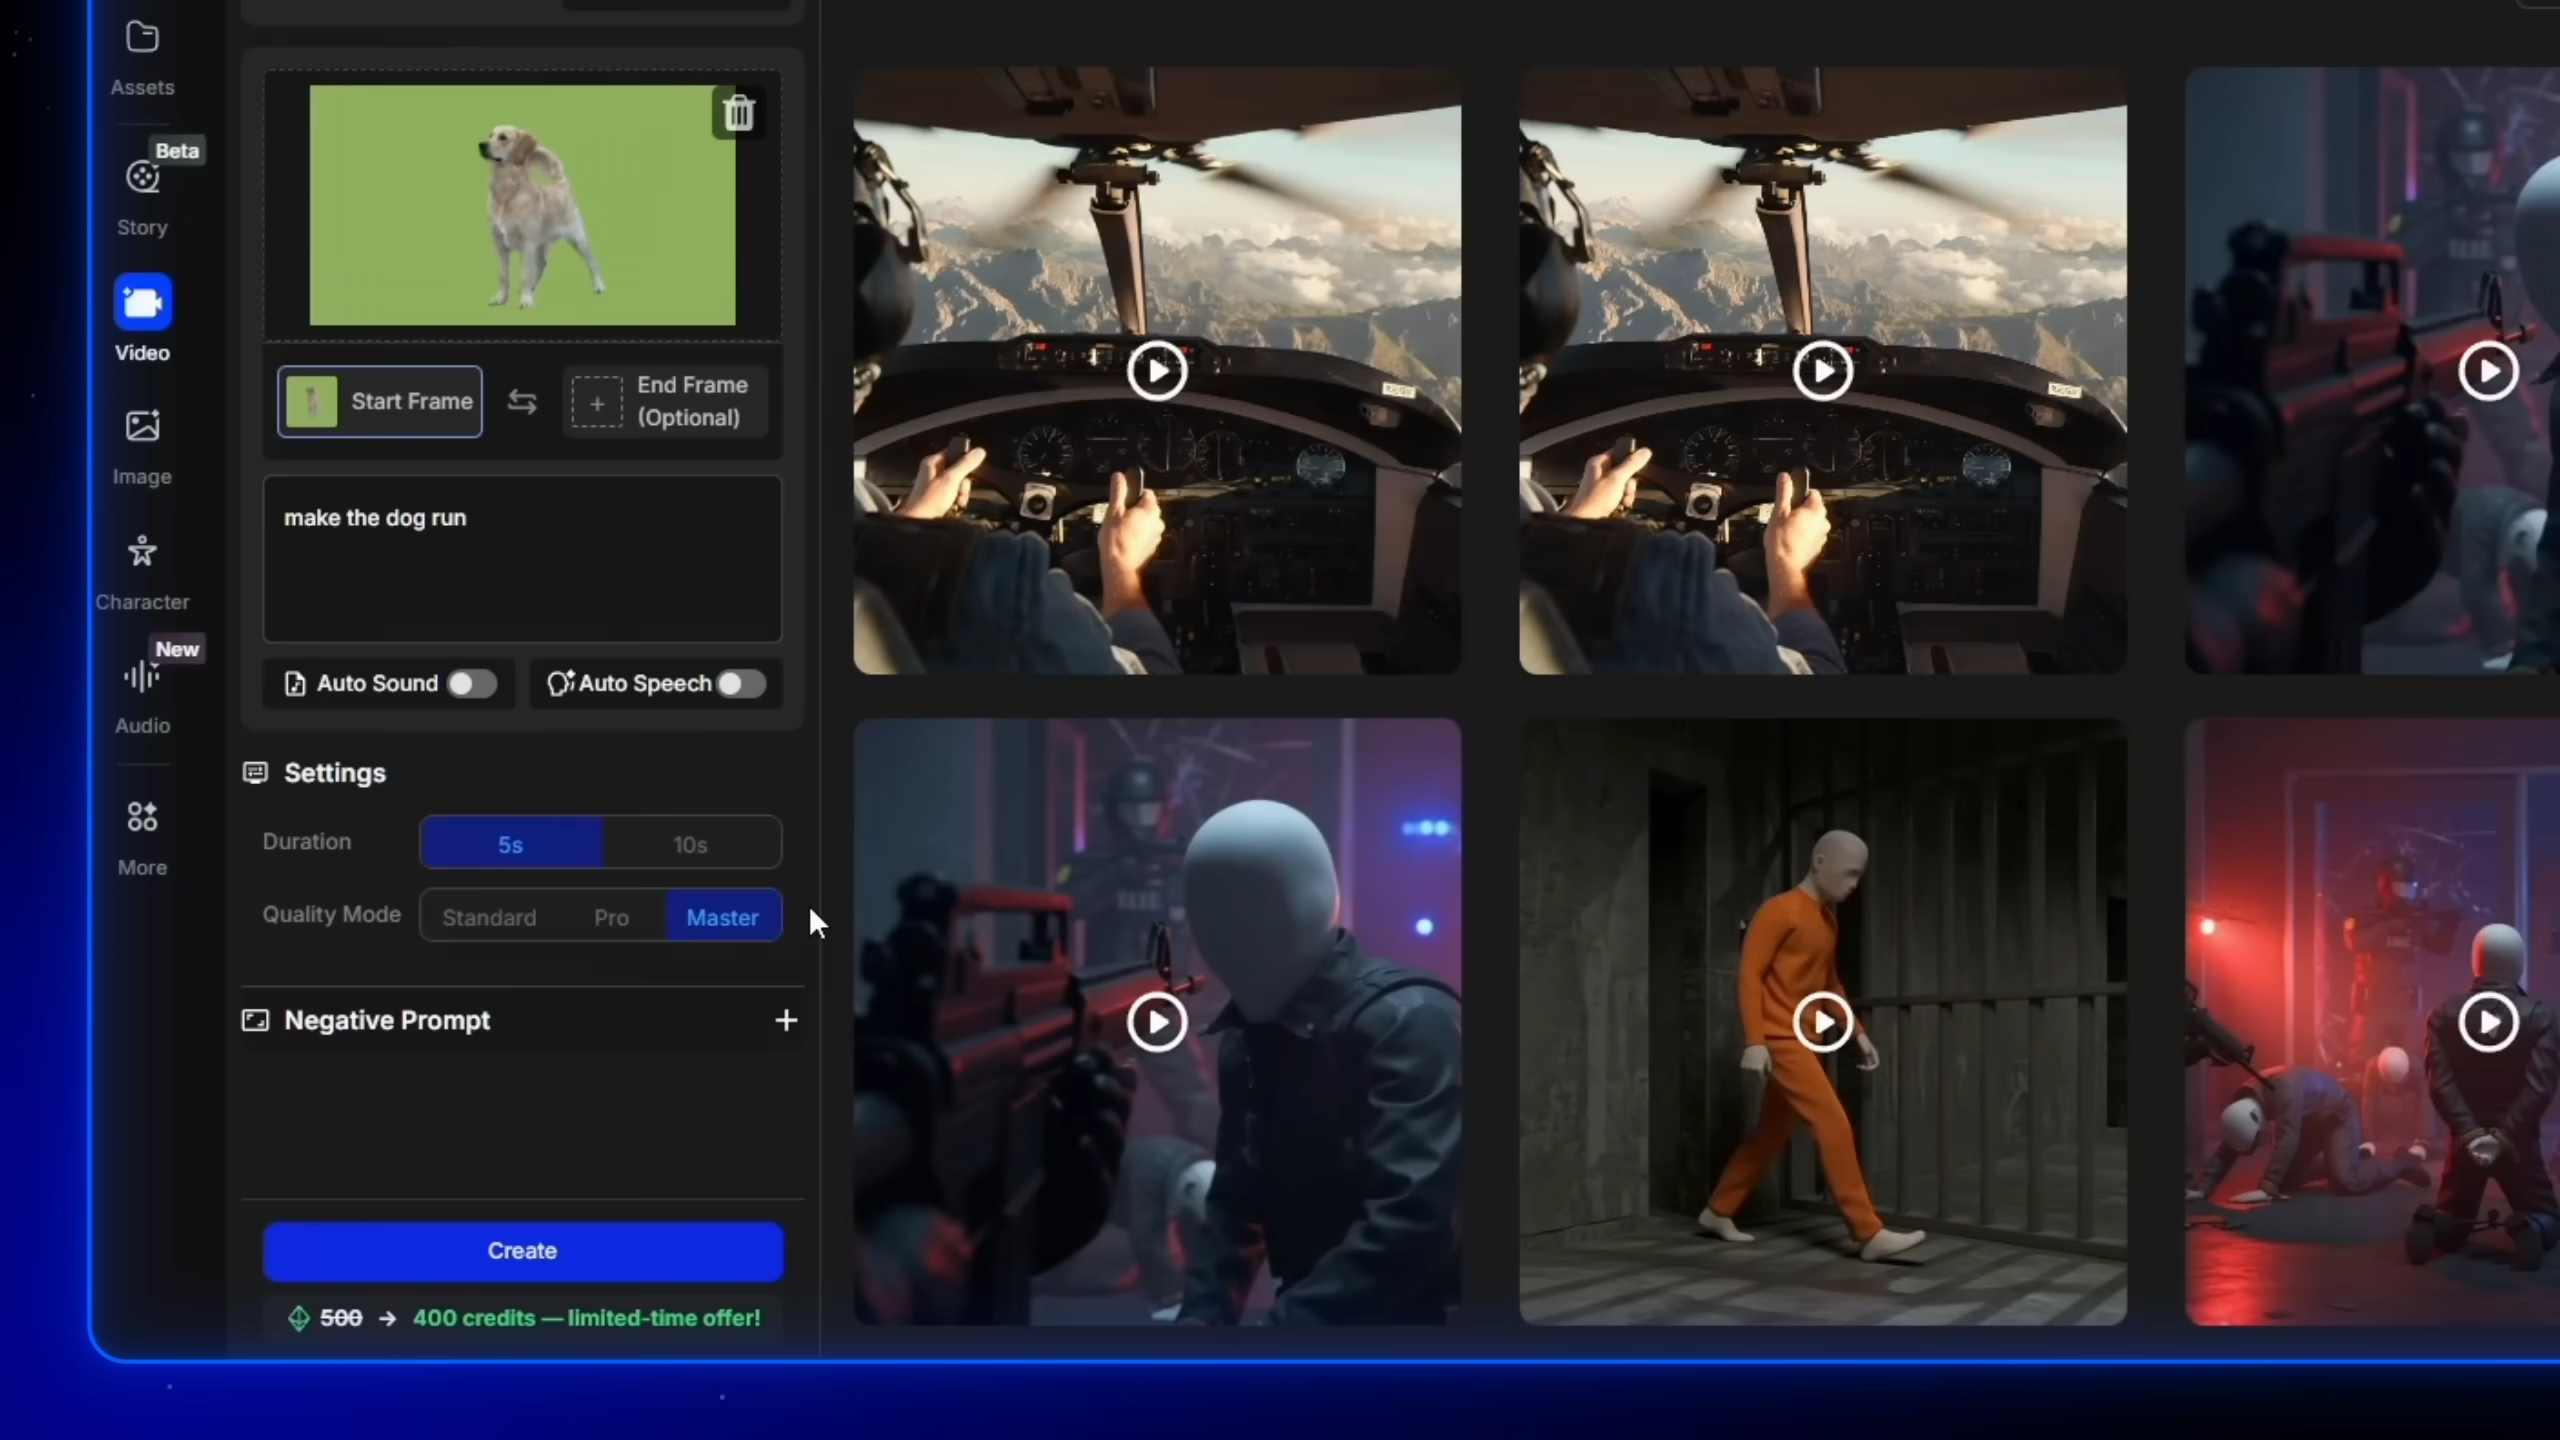 Assets
Beta
Story
Video
Image
Character
New
Audio
More
Start Frame
End Frame
(Optional)
make the dog run
Auto Sound
Auto Speech
Settings
Duration
5s
10s
Quality Mode
Standard
Pro
Master
Negative Prompt
Create
500 → 400 credits — limited-time offer!